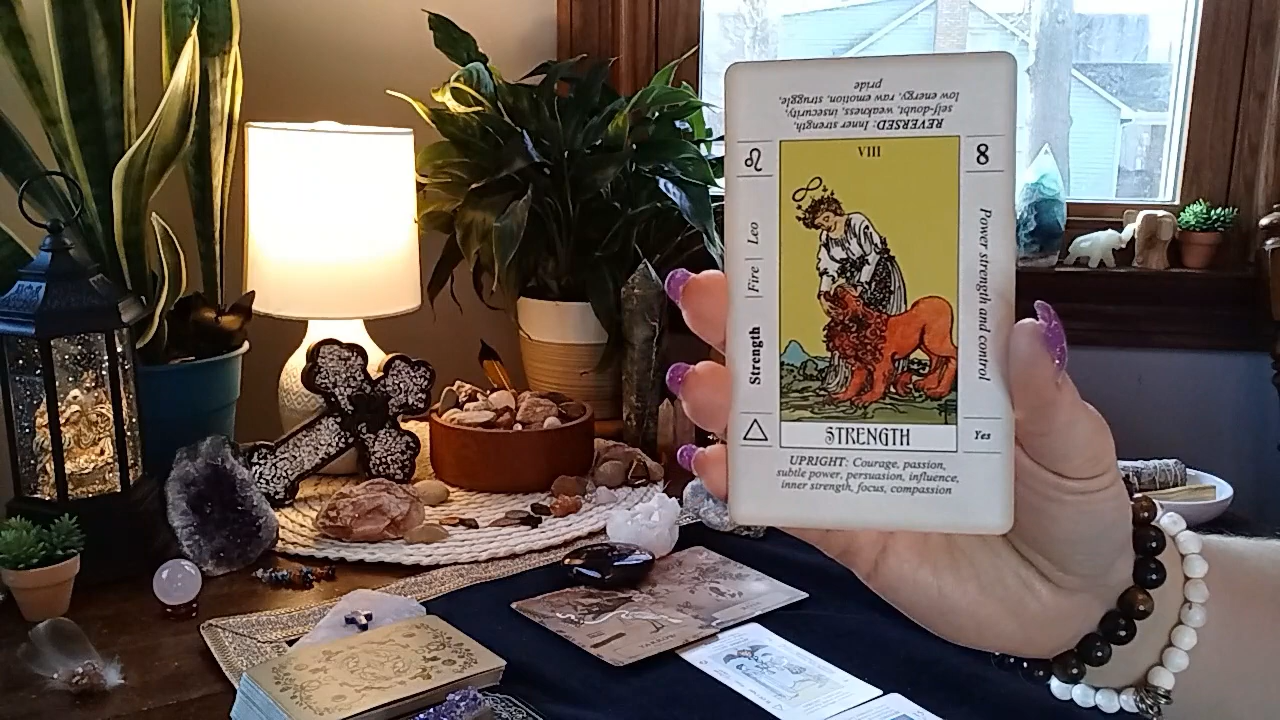 REVERSED: Inner strength,
self-doubt, weakness, insecurity,
low energy, raw emotion, struggle,
pride
♌
8
VIII
Strength | Fire | Leo
Power strength and control
Yes
STRENGTH
UPRIGHT: Courage, passion,
subtle power, persuasion, influence,
inner strength, focus, compassion